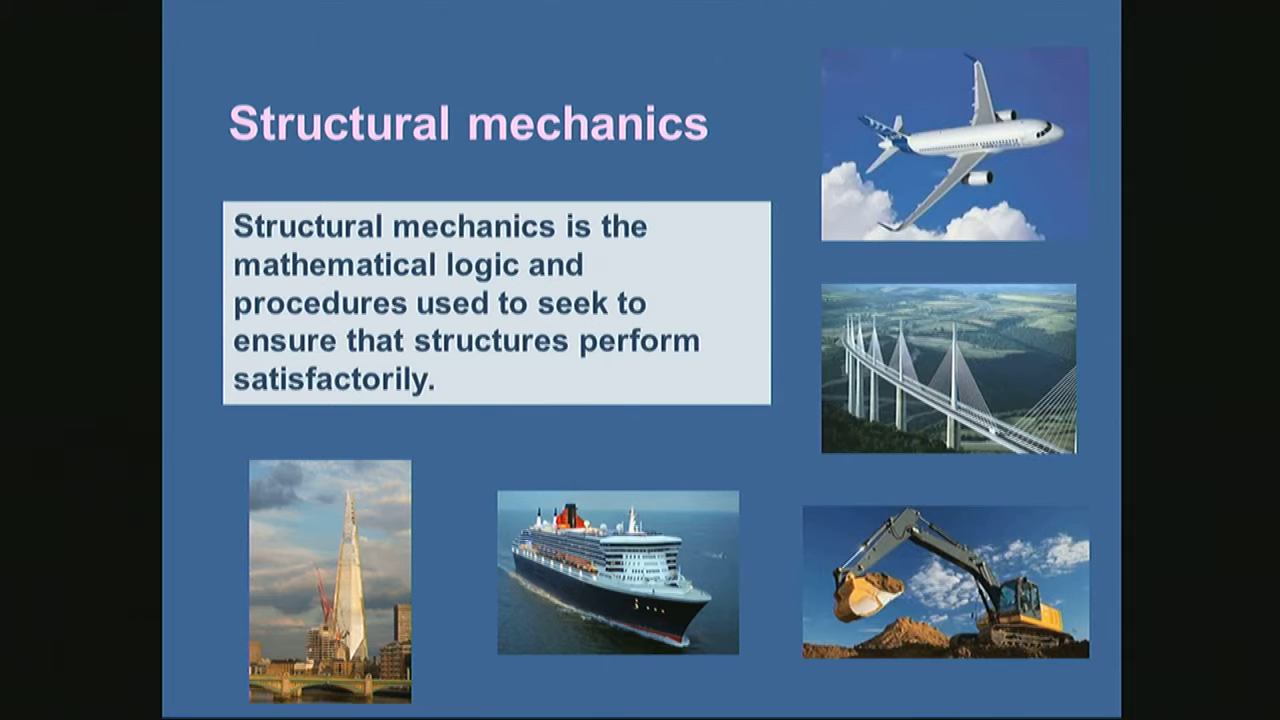 Structural mechanics
Structural mechanics is the
mathematical logic and
procedures used to seek to
ensure that structures perform
satisfactorily.